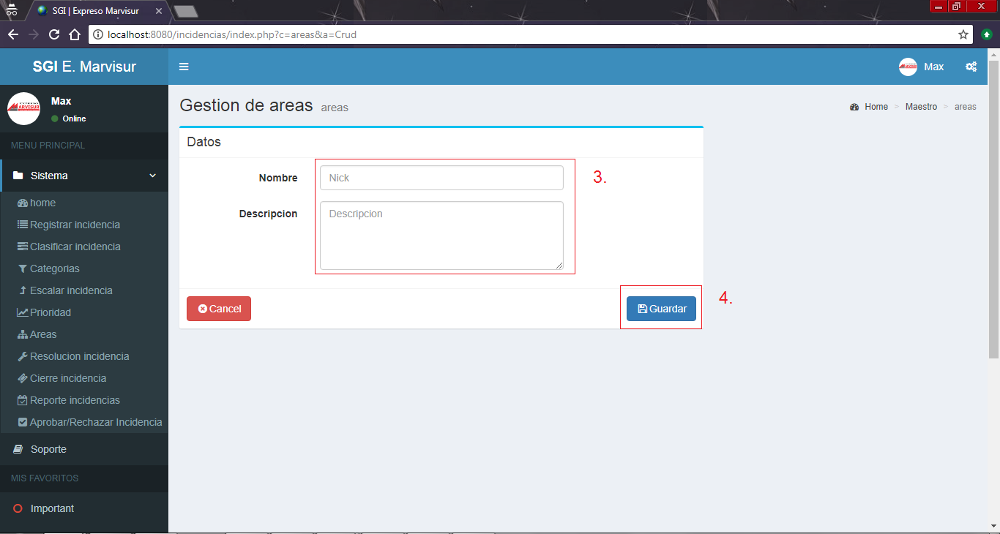 SGI | Expreso Marvisur
localhost:8080/incidencias/index.php?c=areas&a=Crud
SGI E. Marvisur
Max
Max
Online
MENU PRINCIPAL
Sistema
home
Registrar incidencia
Clasificar incidencia
Categorias
Escalar incidencia
Prioridad
Areas
Resolucion incidencia
Cierre incidencia
Reporte incidencias
Aprobar/Rechazar Incidencia
Soporte
MIS FAVORITOS
Important
Gestion de areas areas
Home > Maestro > areas
Datos
Nombre
Nick
3.
Descripcion
Descripcion
Cancel
Guardar
4.